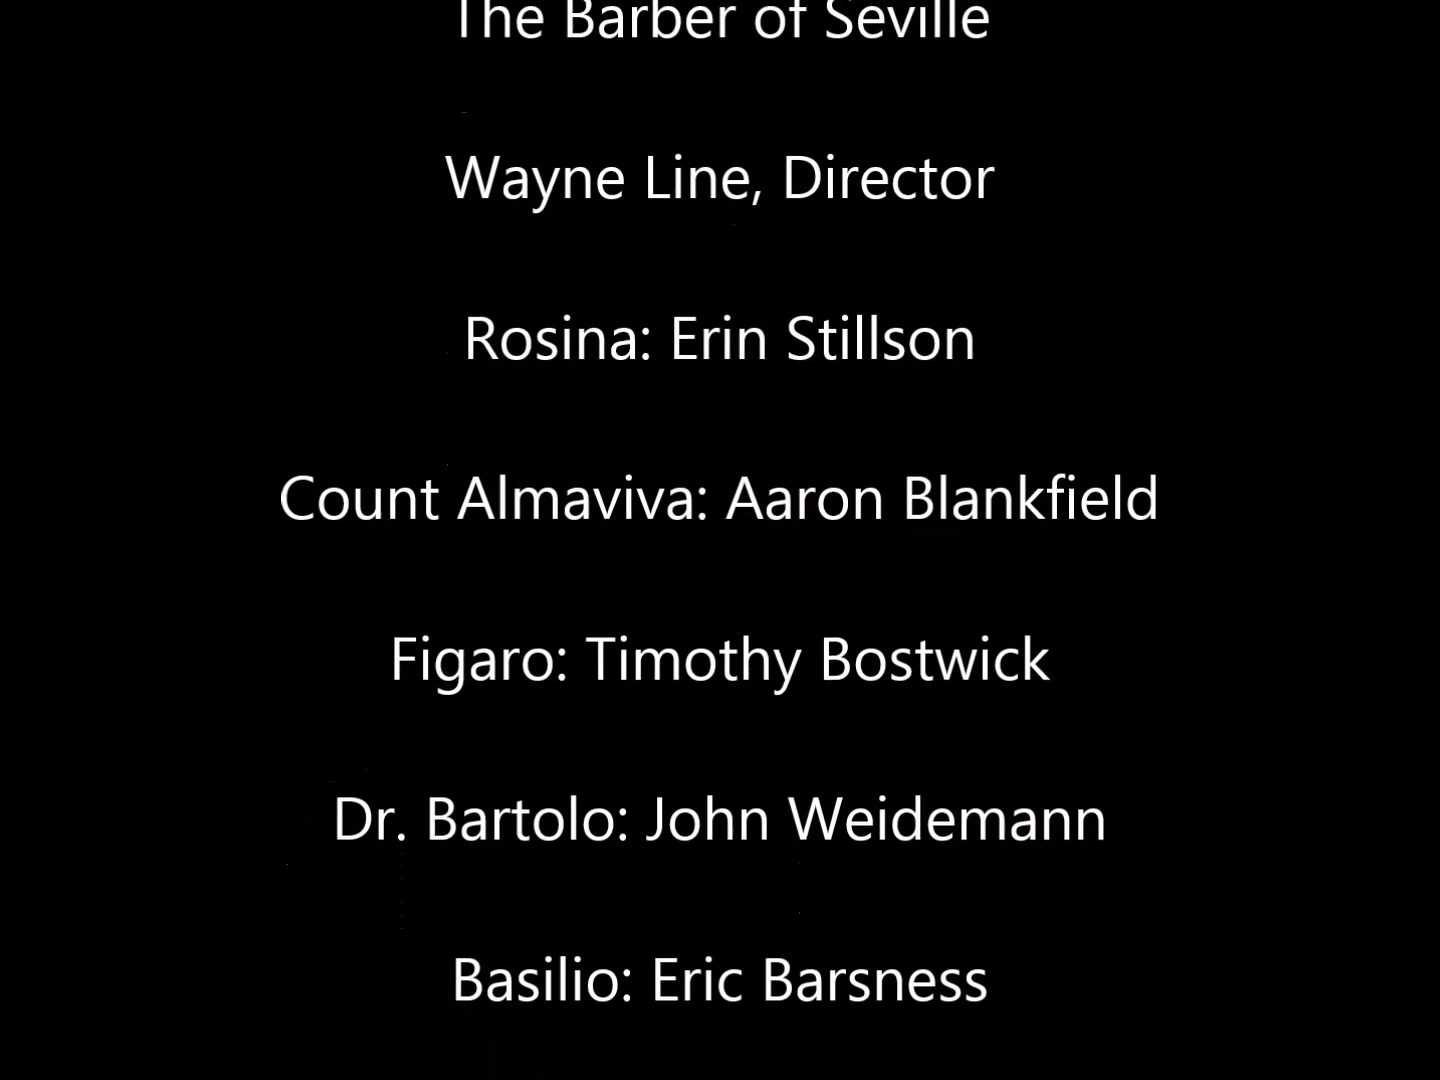 The Barber of Seville
Wayne Line, Director
Rosina: Erin Stillson
Count Almaviva: Aaron Blankfield
Figaro: Timothy Bostwick
Dr. Bartolo: John Weidemann
Basilio: Eric Barsness